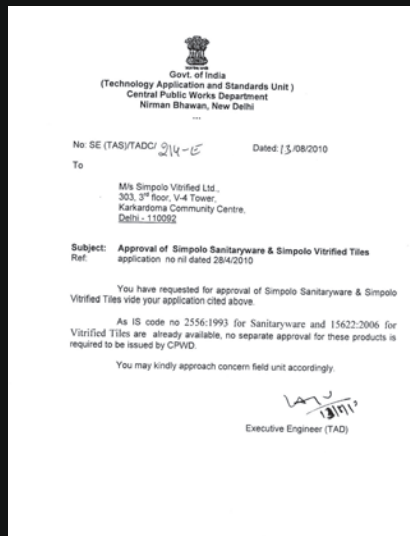 Govt. of India
(Technology Application and Standards Unit )
Central Public Works Department
Nirman Bhawan, New Delhi
---
No: SE (TAS)/TADC/ 214-E Dated: 13/08/2010
To
M/s Simpolo Vitrified Ltd.,
303, 3rd floor, V-4 Tower,
Karkardoma Community Centre,
Delhi - 110092
Subject: Approval of Simpolo Sanitaryware & Simpolo Vitrified Tiles
Ref: application no nil dated 28/4/2010
You have requested for approval of Simpolo Sanitaryware & Simpolo
Vitrified Tiles vide your application cited above.
As IS code no 2556:1993 for Sanitaryware and 15622:2006 for
Vitrified Tiles are already available, no separate approval for these products is
required to be issued by CPWD.
You may kindly approach concern field unit accordingly.
Executive Engineer (TAD)